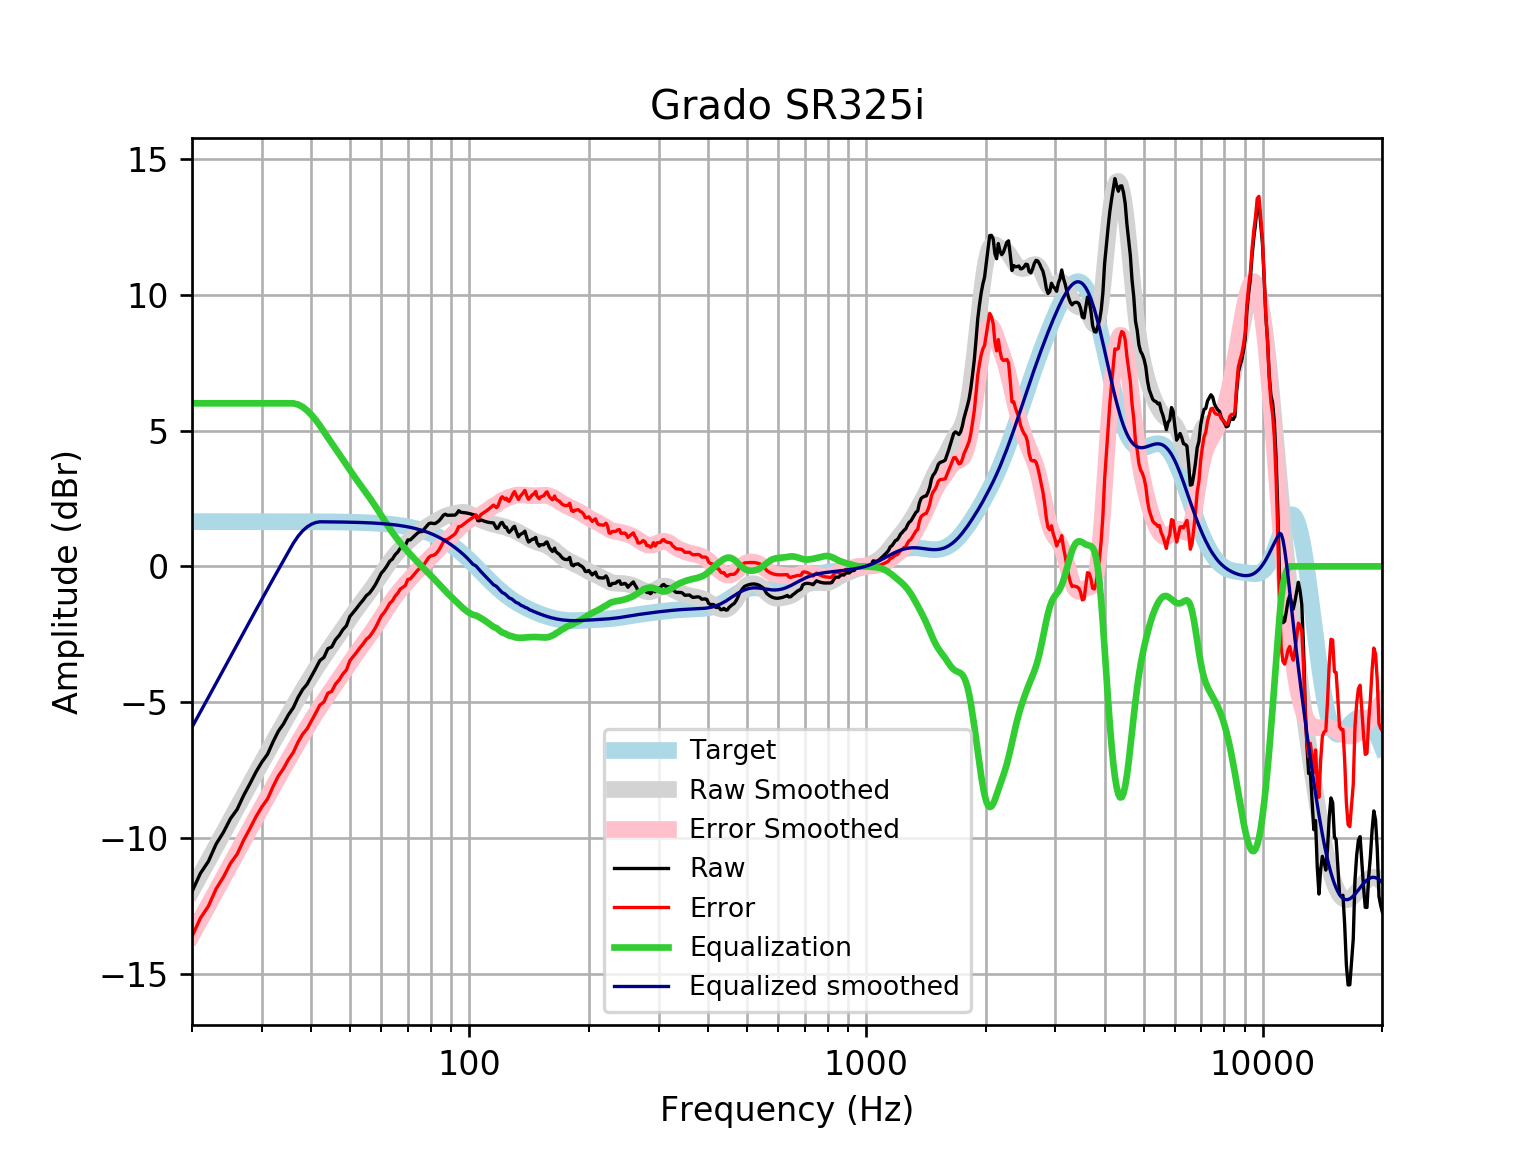 Grado SR325i
15
10
5
0
−5
−10
−15
Amplitude (dBr)
Target
Raw Smoothed
Error Smoothed
Raw
Error
Equalization
Equalized smoothed
100 1000 10000
Frequency (Hz)